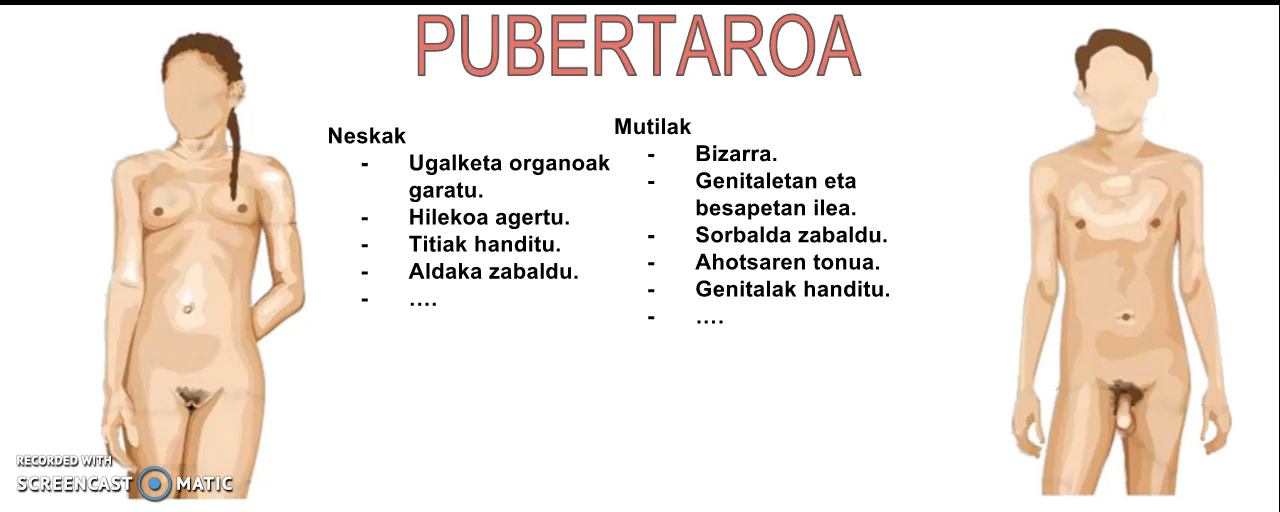 PUBERTAROA
Neskak
- Ugalketa organoak
garatu.
- Hilekoa agertu.
- Titiak handitu.
- Aldaka zabaldu.
- ....
Mutilak
- Bizarra.
- Genitaletan eta
besapetan ilea.
- Sorbalda zabaldu.
- Ahotsaren tonua.
- Genitalak handitu.
- ....
RECORDED WITH
SCREENCAST MATIC